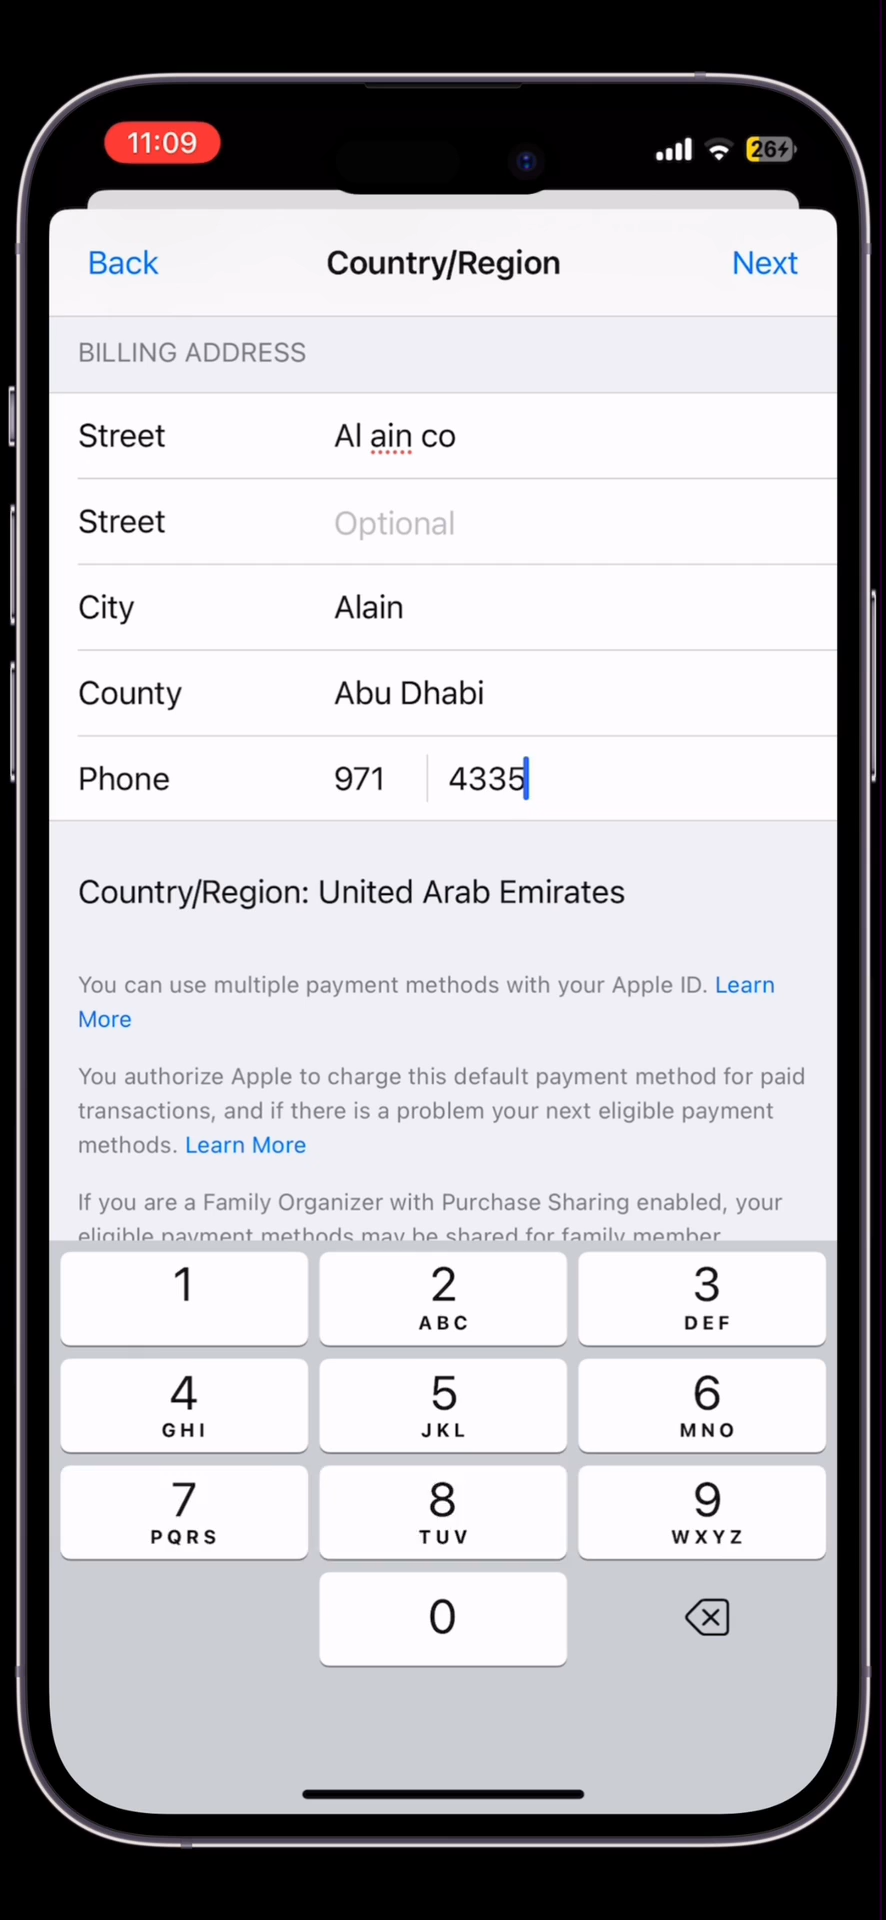 11:09
26
Back Country/Region Next
BILLING ADDRESS
Street Al ain co
Street Optional
City Alain
County Abu Dhabi
Phone 971 4335
Country/Region: United Arab Emirates
You can use multiple payment methods with your Apple ID. Learn
More
You authorize Apple to charge this default payment method for paid
transactions, and if there is a problem your next eligible payment
methods. Learn More
If you are a Family Organizer with Purchase Sharing enabled, your
eligible payment methods may be shared for family member
1 2 3
ABC DEF
4 5 6
GHI JKL MNO
7 8 9
PQRS TUV WXYZ
0